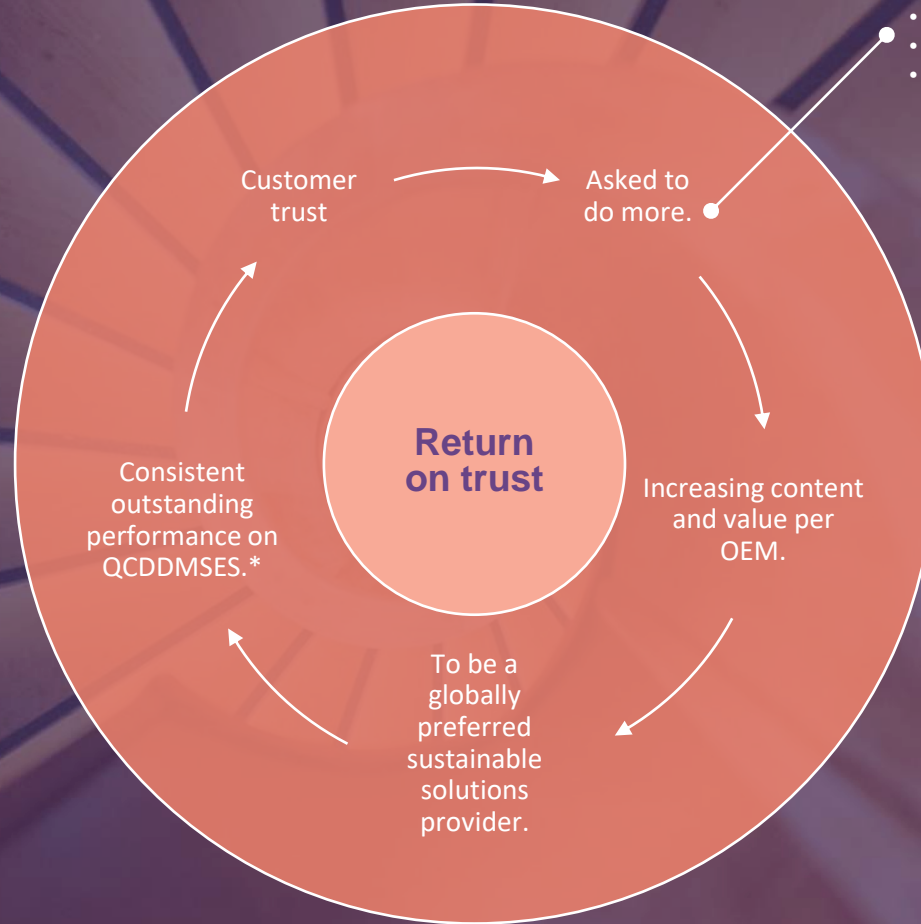 Customer
trust
Asked to
do more.
Return
on trust
Consistent
outstanding
performance on
QCDDMSES.*
Increasing content
and value per
OEM.
To be a
globally
preferred
sustainable
solutions
provider.